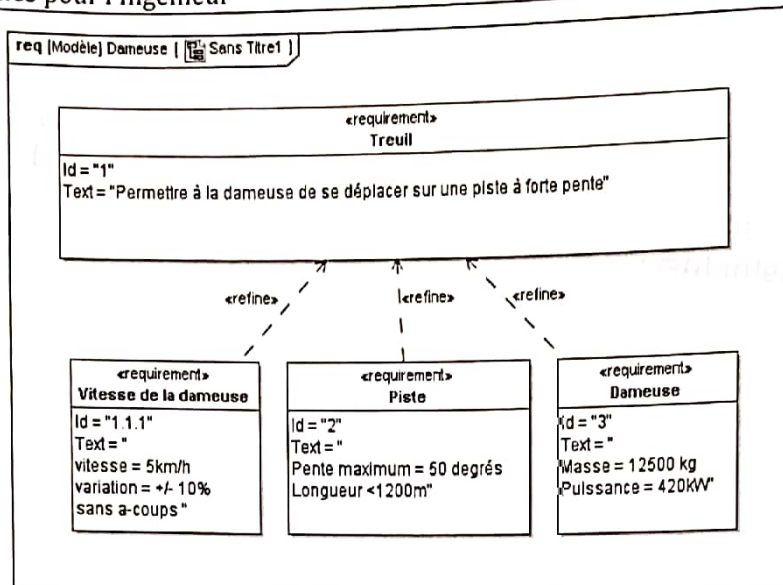 pour l'ingénieur
req [Modèle] Dameuse [ Sans Titre1 ]
«requirement»
Treuil
Id = "1"
Text = "Permettre à la dameuse de se déplacer sur une piste à forte pente"
«refine»
«refine»
«refine»
«requirement»
Vitesse de la dameuse
Id = "1.1.1"
Text = "
vitesse = 5km/h
variation = +/- 10%
sans a-coups "
«requirement»
Piste
Id = "2"
Text = "
Pente maximum = 50 degrés
Longueur <1200m"
«requirement»
Dameuse
Id = "3"
Text = "
Masse = 12500 kg
Puissance = 420KW"